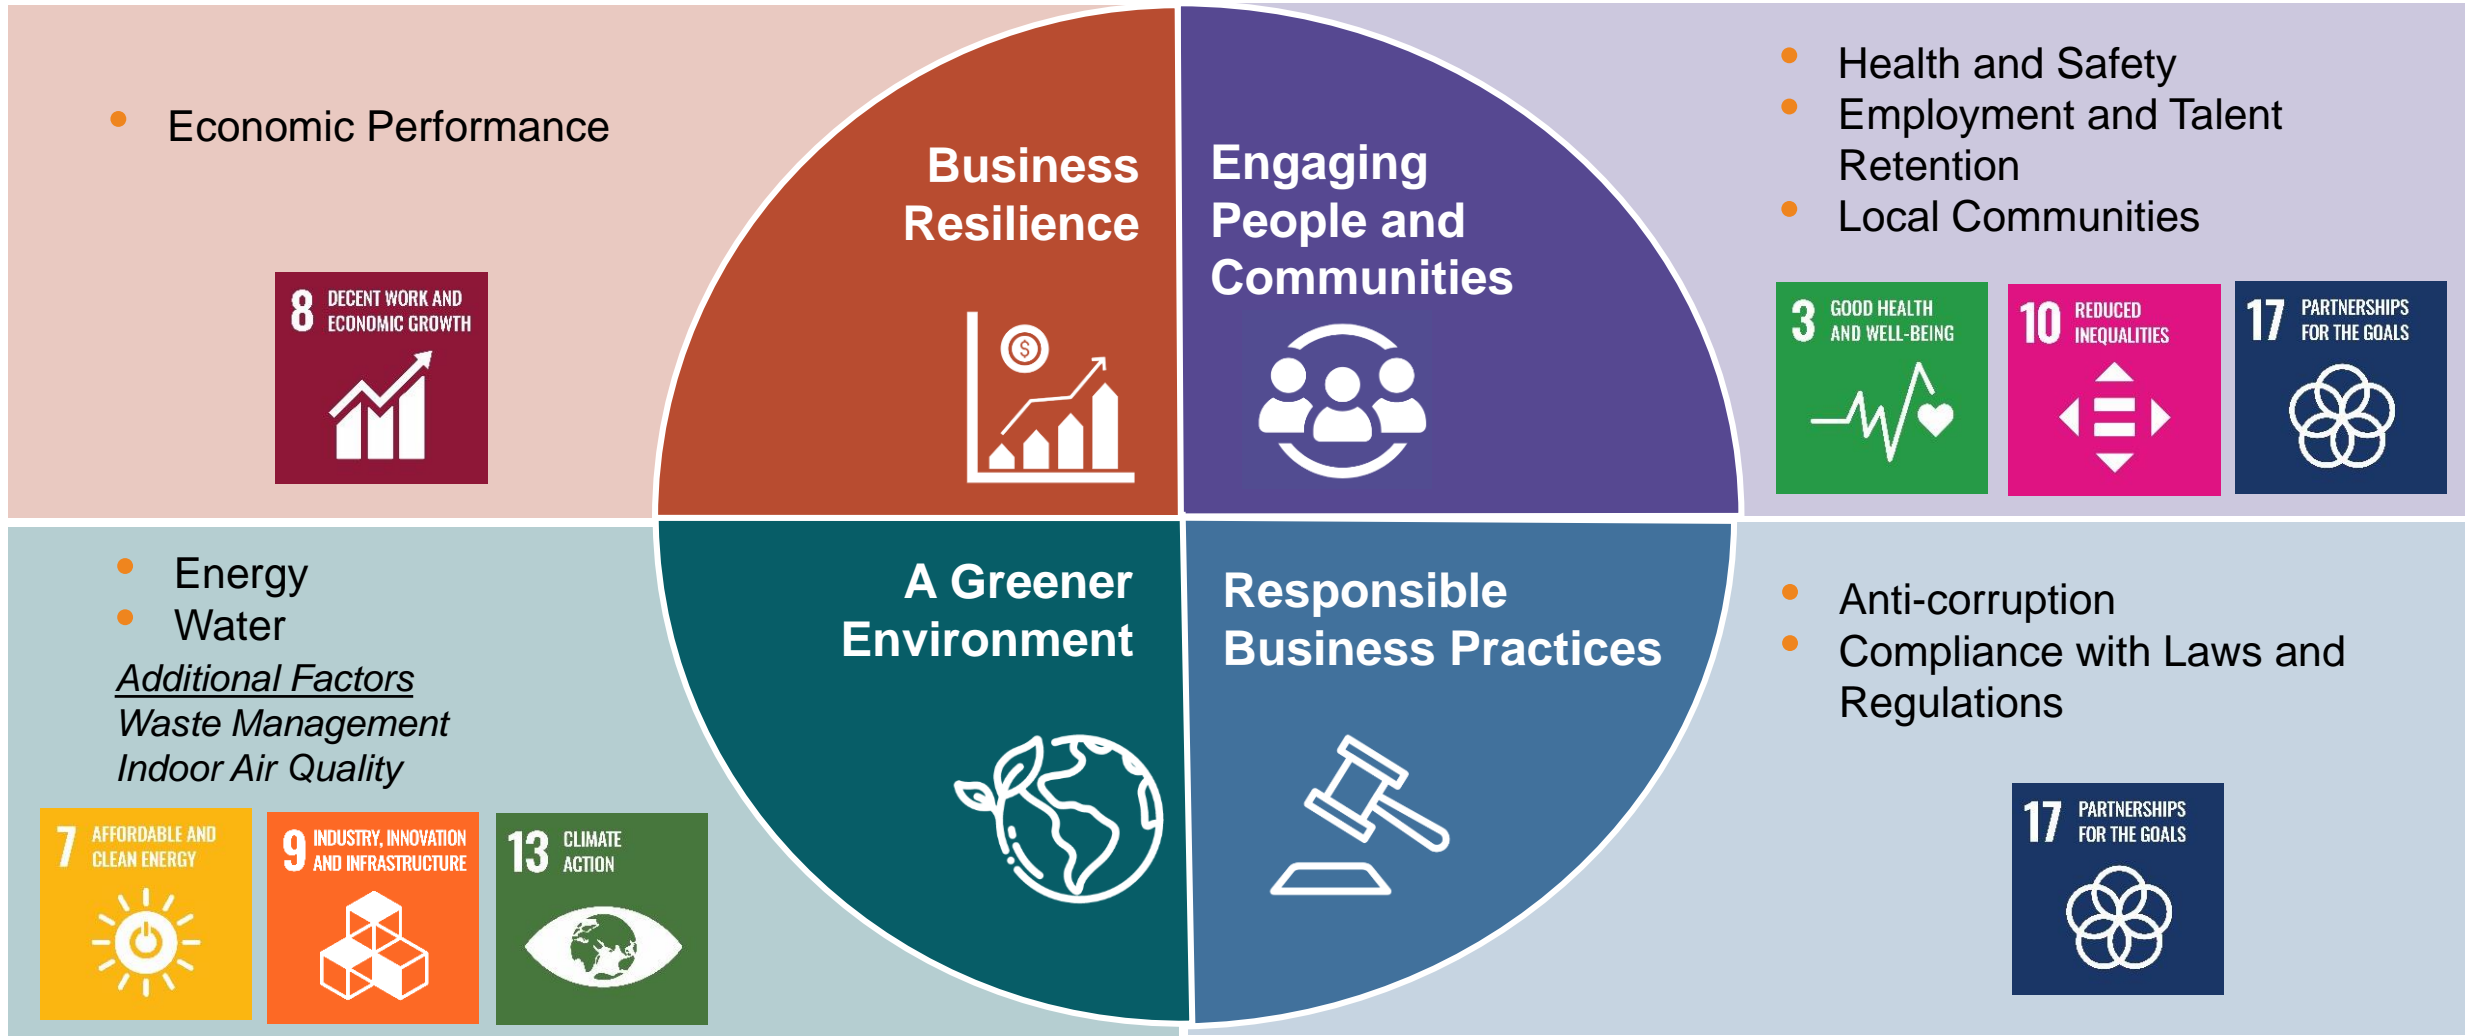 • Economic Performance
Business
Resilience
8 DECENT WORK AND
ECONOMIC GROWTH
Engaging
People and
Communities
• Health and Safety
• Employment and Talent
Retention
• Local Communities
3 GOOD HEALTH
AND WELL-BEING
10 REDUCED
INEQUALITIES
17 PARTNERSHIPS
FOR THE GOALS
• Energy
• Water
Additional Factors
Waste Management
Indoor Air Quality
7 AFFORDABLE AND
CLEAN ENERGY
9 INDUSTRY, INNOVATION
AND INFRASTRUCTURE
13 CLIMATE
ACTION
A Greener
Environment
Responsible
Business Practices
• Anti-corruption
• Compliance with Laws and
Regulations
17 PARTNERSHIPS
FOR THE GOALS